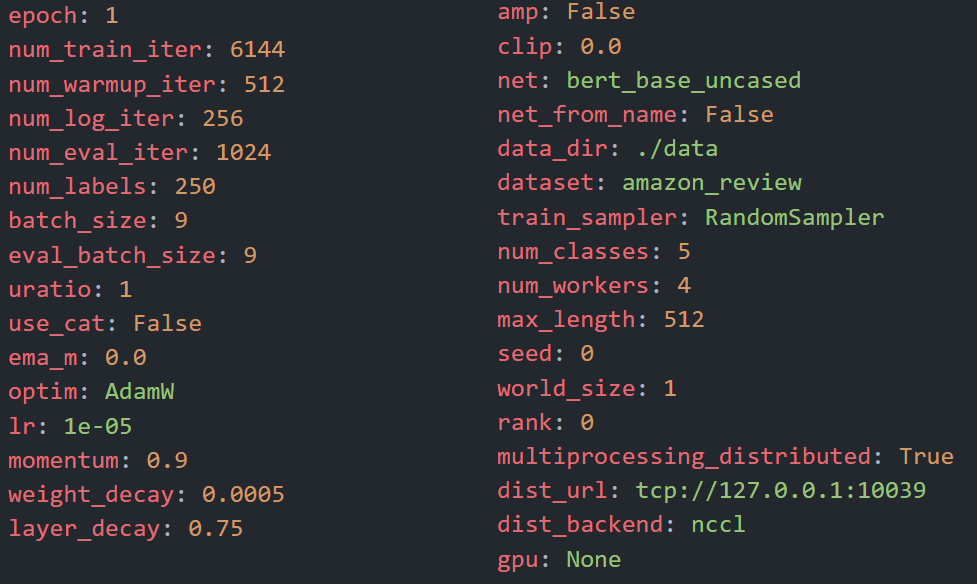 epoch: 1
num_train_iter: 6144
num_warmup_iter: 512
num_log_iter: 256
num_eval_iter: 1024
num_labels: 250
batch_size: 9
eval_batch_size: 9
uratio: 1
use_cat: False
ema_m: 0.0
optim: AdamW
lr: 1e-05
momentum: 0.9
weight_decay: 0.0005
layer_decay: 0.75
amp: False
clip: 0.0
net: bert_base_uncased
net_from_name: False
data_dir: ./data
dataset: amazon_review
train_sampler: RandomSampler
num_classes: 5
num_workers: 4
max_length: 512
seed: 0
world_size: 1
rank: 0
multiprocessing_distributed: True
dist_url: tcp://127.0.0.1:10039
dist_backend: nccl
gpu: None